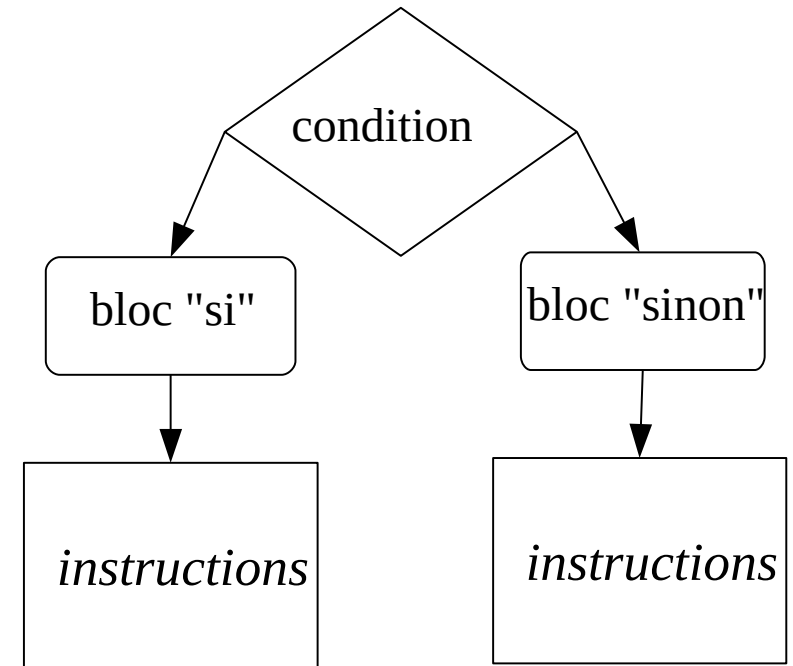 condition
bloc "si"
bloc "sinon"
instructions
instructions